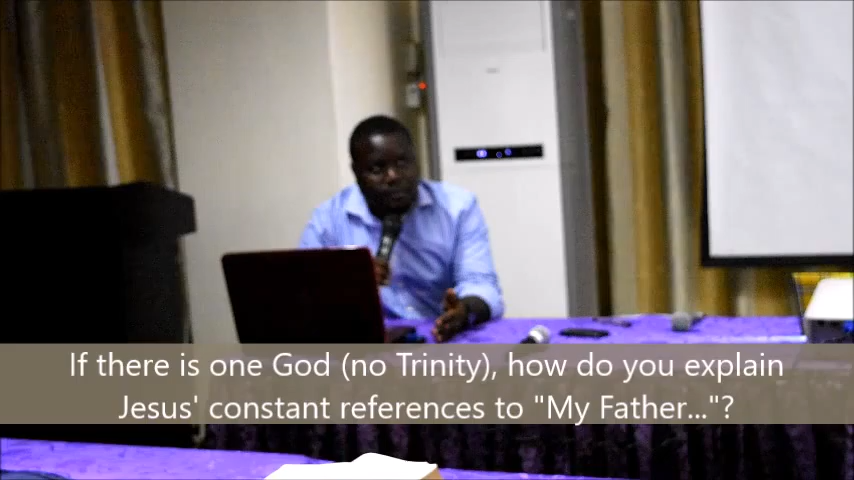 If there is one God (no Trinity), how do you explain
Jesus' constant references to "My Father..."?